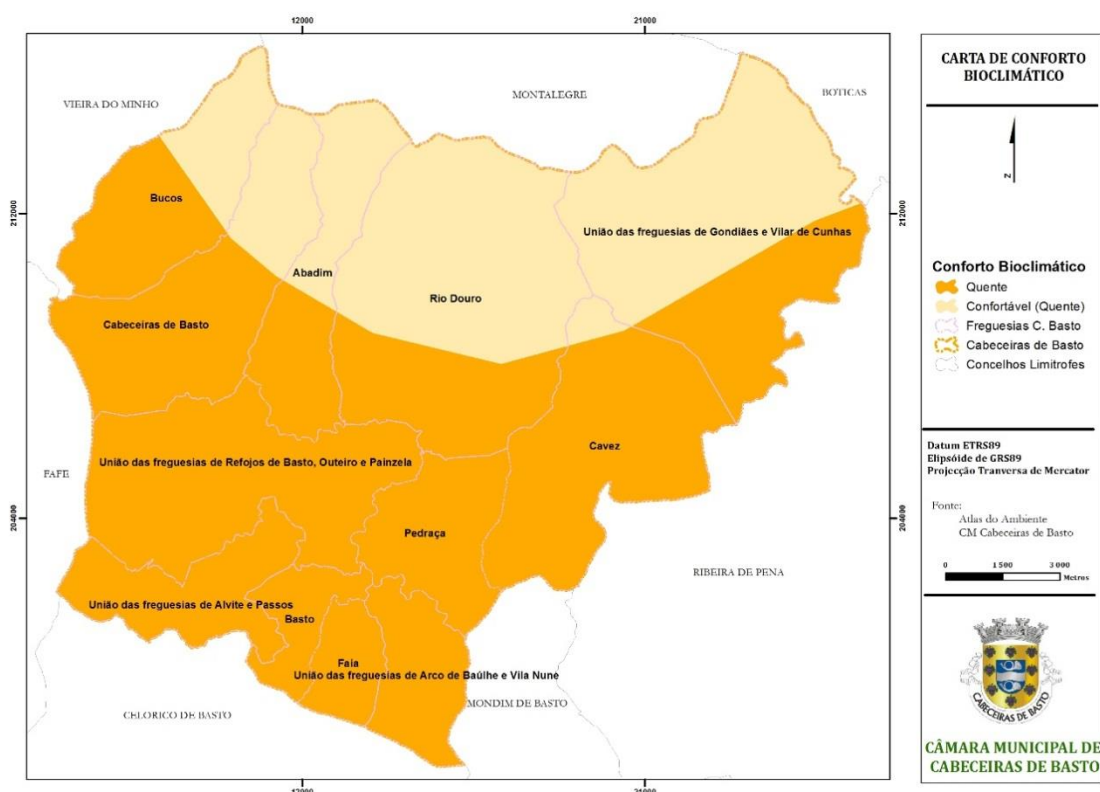 12000
21000
VIEIRA DO MINHO
MONTALEGRE
BOTICAS
Bucos
212000
212000
União das freguesias de Gondiães e Vilar de Cunhas
Abadim
Rio Douro
Cabeceiras de Basto
Cavez
União das freguesias de Refojos de Basto, Outeiro e Painzela
FAFE
204000
204000
Pedraça
RIBEIRA DE PENA
União das freguesias de Alvite e Passos
Basto
Faia
União das freguesias de Arco de Baúlhe e Vila Nune
MONDIM DE BASTO
CELORICO DE BASTO
12000
21000
CARTA DE CONFORTO
BIOCLIMÁTICO
N
Conforto Bioclimático
Quente
Confortável (Quente)
Freguesias C. Basto
Cabeceiras de Basto
Concelhos Limitrofes
Datum ETRS89
Elipsóide de GRS89
Projecção Tranversa de Mercator
Fonte:
Atlas do Ambiente
CM Cabeceiras de Basto
0 1 500 3 000
Metros
CABECEIRAS DE BASTO
CÂMARA MUNICIPAL DE
CABECEIRAS DE BASTO